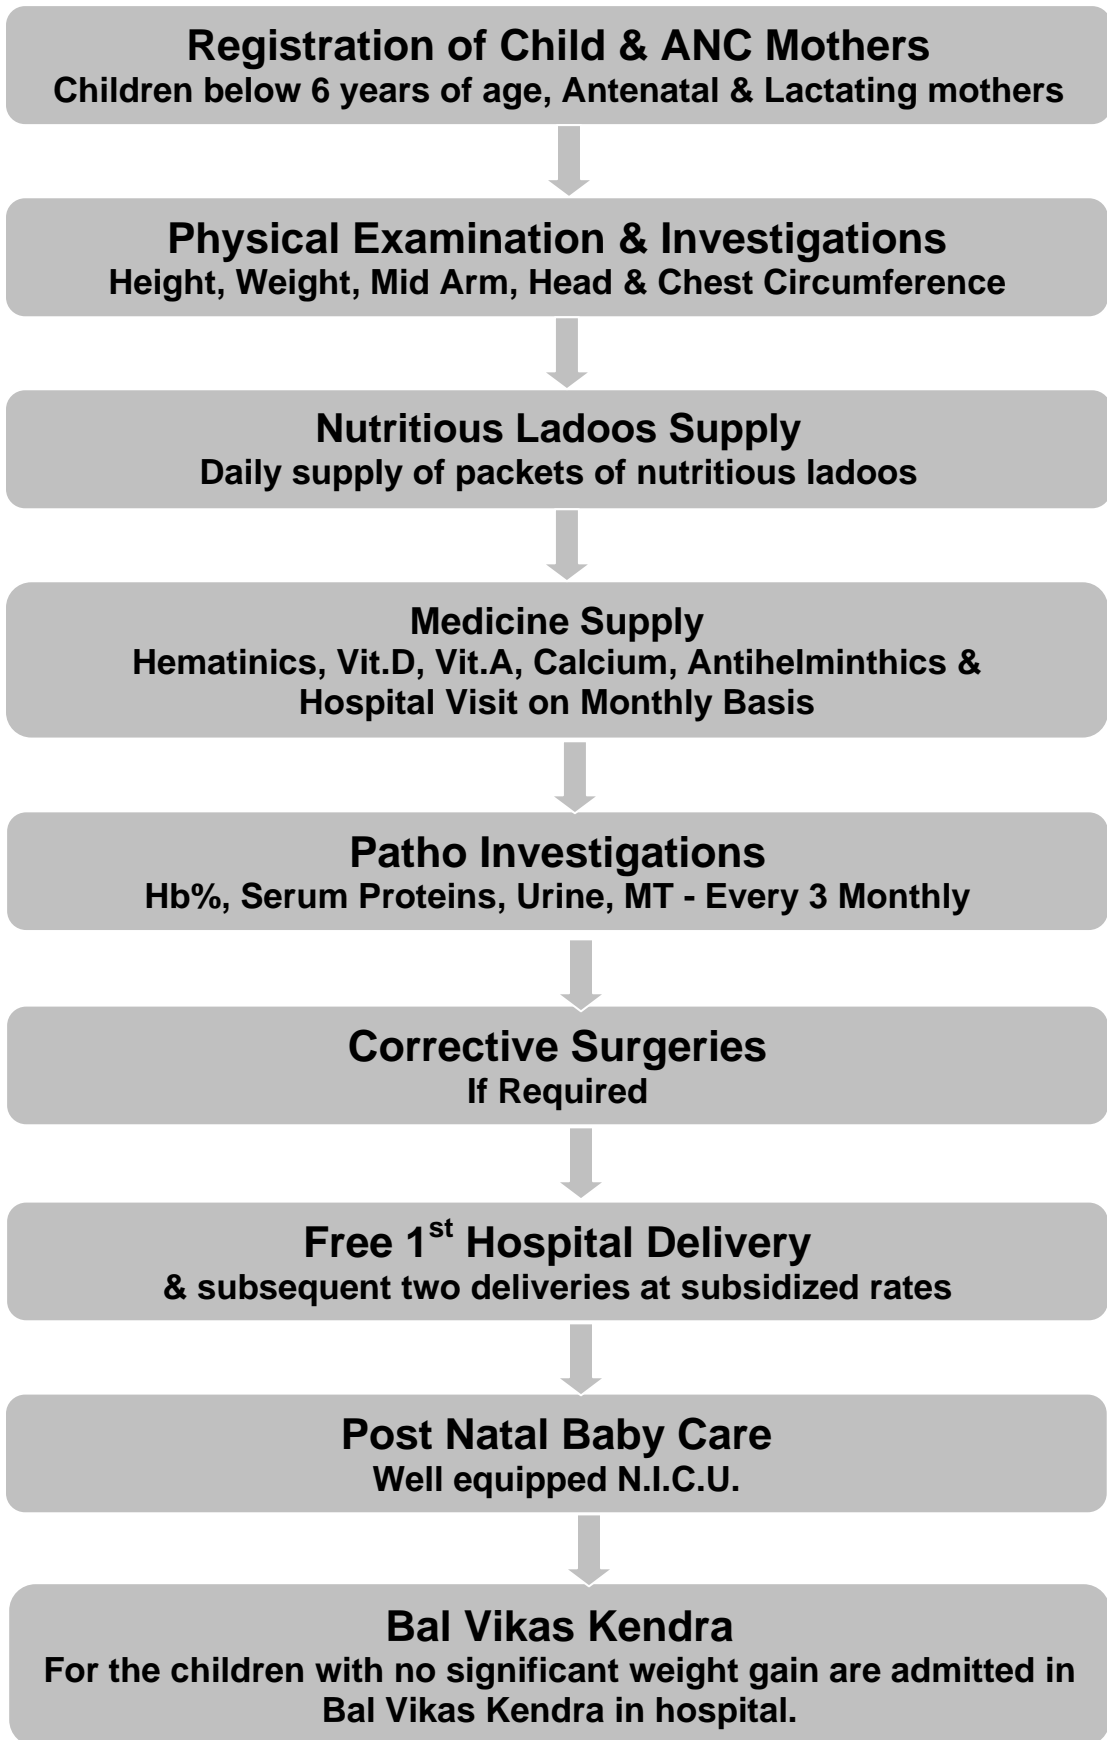 Registration of Child & ANC Mothers
Children below 6 years of age, Antenatal & Lactating mothers
Physical Examination & Investigations
Height, Weight, Mid Arm, Head & Chest Circumference
Nutritious Ladoos Supply
Daily supply of packets of nutritious ladoos
Medicine Supply
Hematinics, Vit.D, Vit.A, Calcium, Antihelminthics &
Hospital Visit on Monthly Basis
Patho Investigations
Hb%, Serum Proteins, Urine, MT - Every 3 Monthly
Corrective Surgeries
If Required
Free 1st Hospital Delivery
& subsequent two deliveries at subsidized rates
Post Natal Baby Care
Well equipped N.I.C.U.
Bal Vikas Kendra
For the children with no significant weight gain are admitted in
Bal Vikas Kendra in hospital.